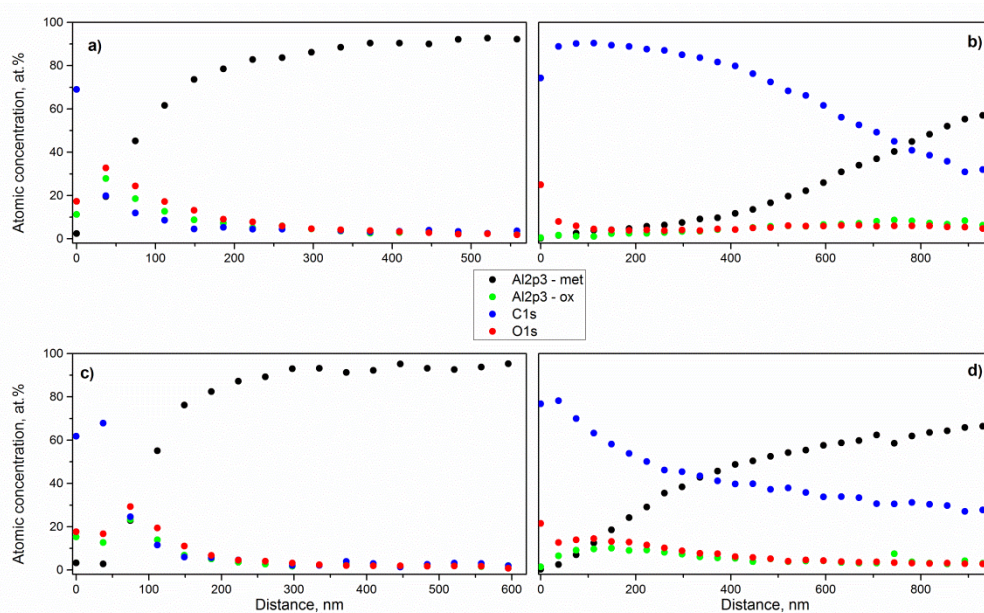 a)
b)
100
80
60
40
20
0
Atomic concentration, at.%
0 100 200 300 400 500
0 200 400 600 800
Al2p3 - met
Al2p3 - ox
C1s
O1s
c)
d)
100
80
60
40
20
0
Atomic concentration, at.%
0 100 200 300 400 500 600
0 200 400 600 800
Distance, nm
Distance, nm